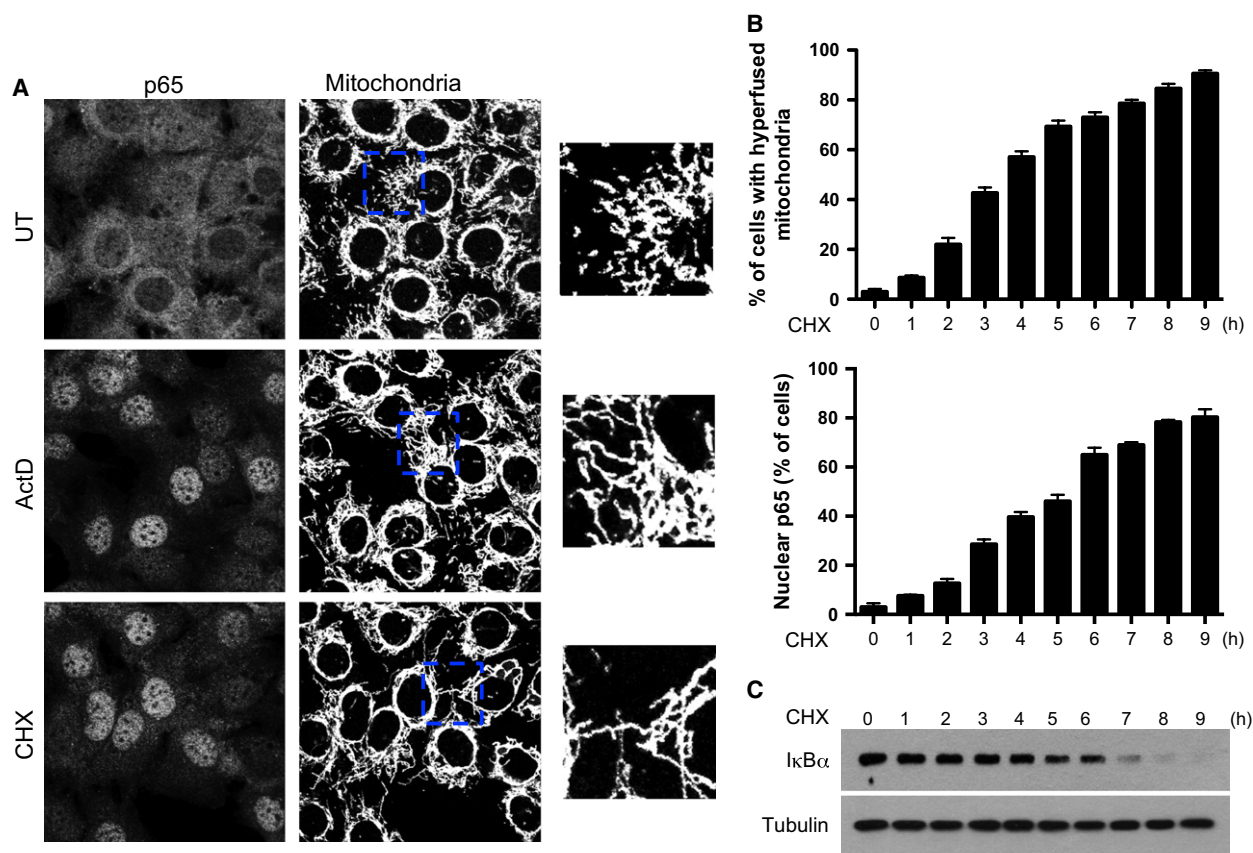 A
p65
Mitochondria
UT
ActD
CHX
B
% of cells with hyperfused
mitochondria
100
80
60
40
20
0
CHX 0 1 2 3 4 5 6 7 8 9 (h)
Nuclear p65 (% of cells)
100
80
60
40
20
0
CHX 0 1 2 3 4 5 6 7 8 9 (h)
C
CHX 0 1 2 3 4 5 6 7 8 9 (h)
IκBα
Tubulin